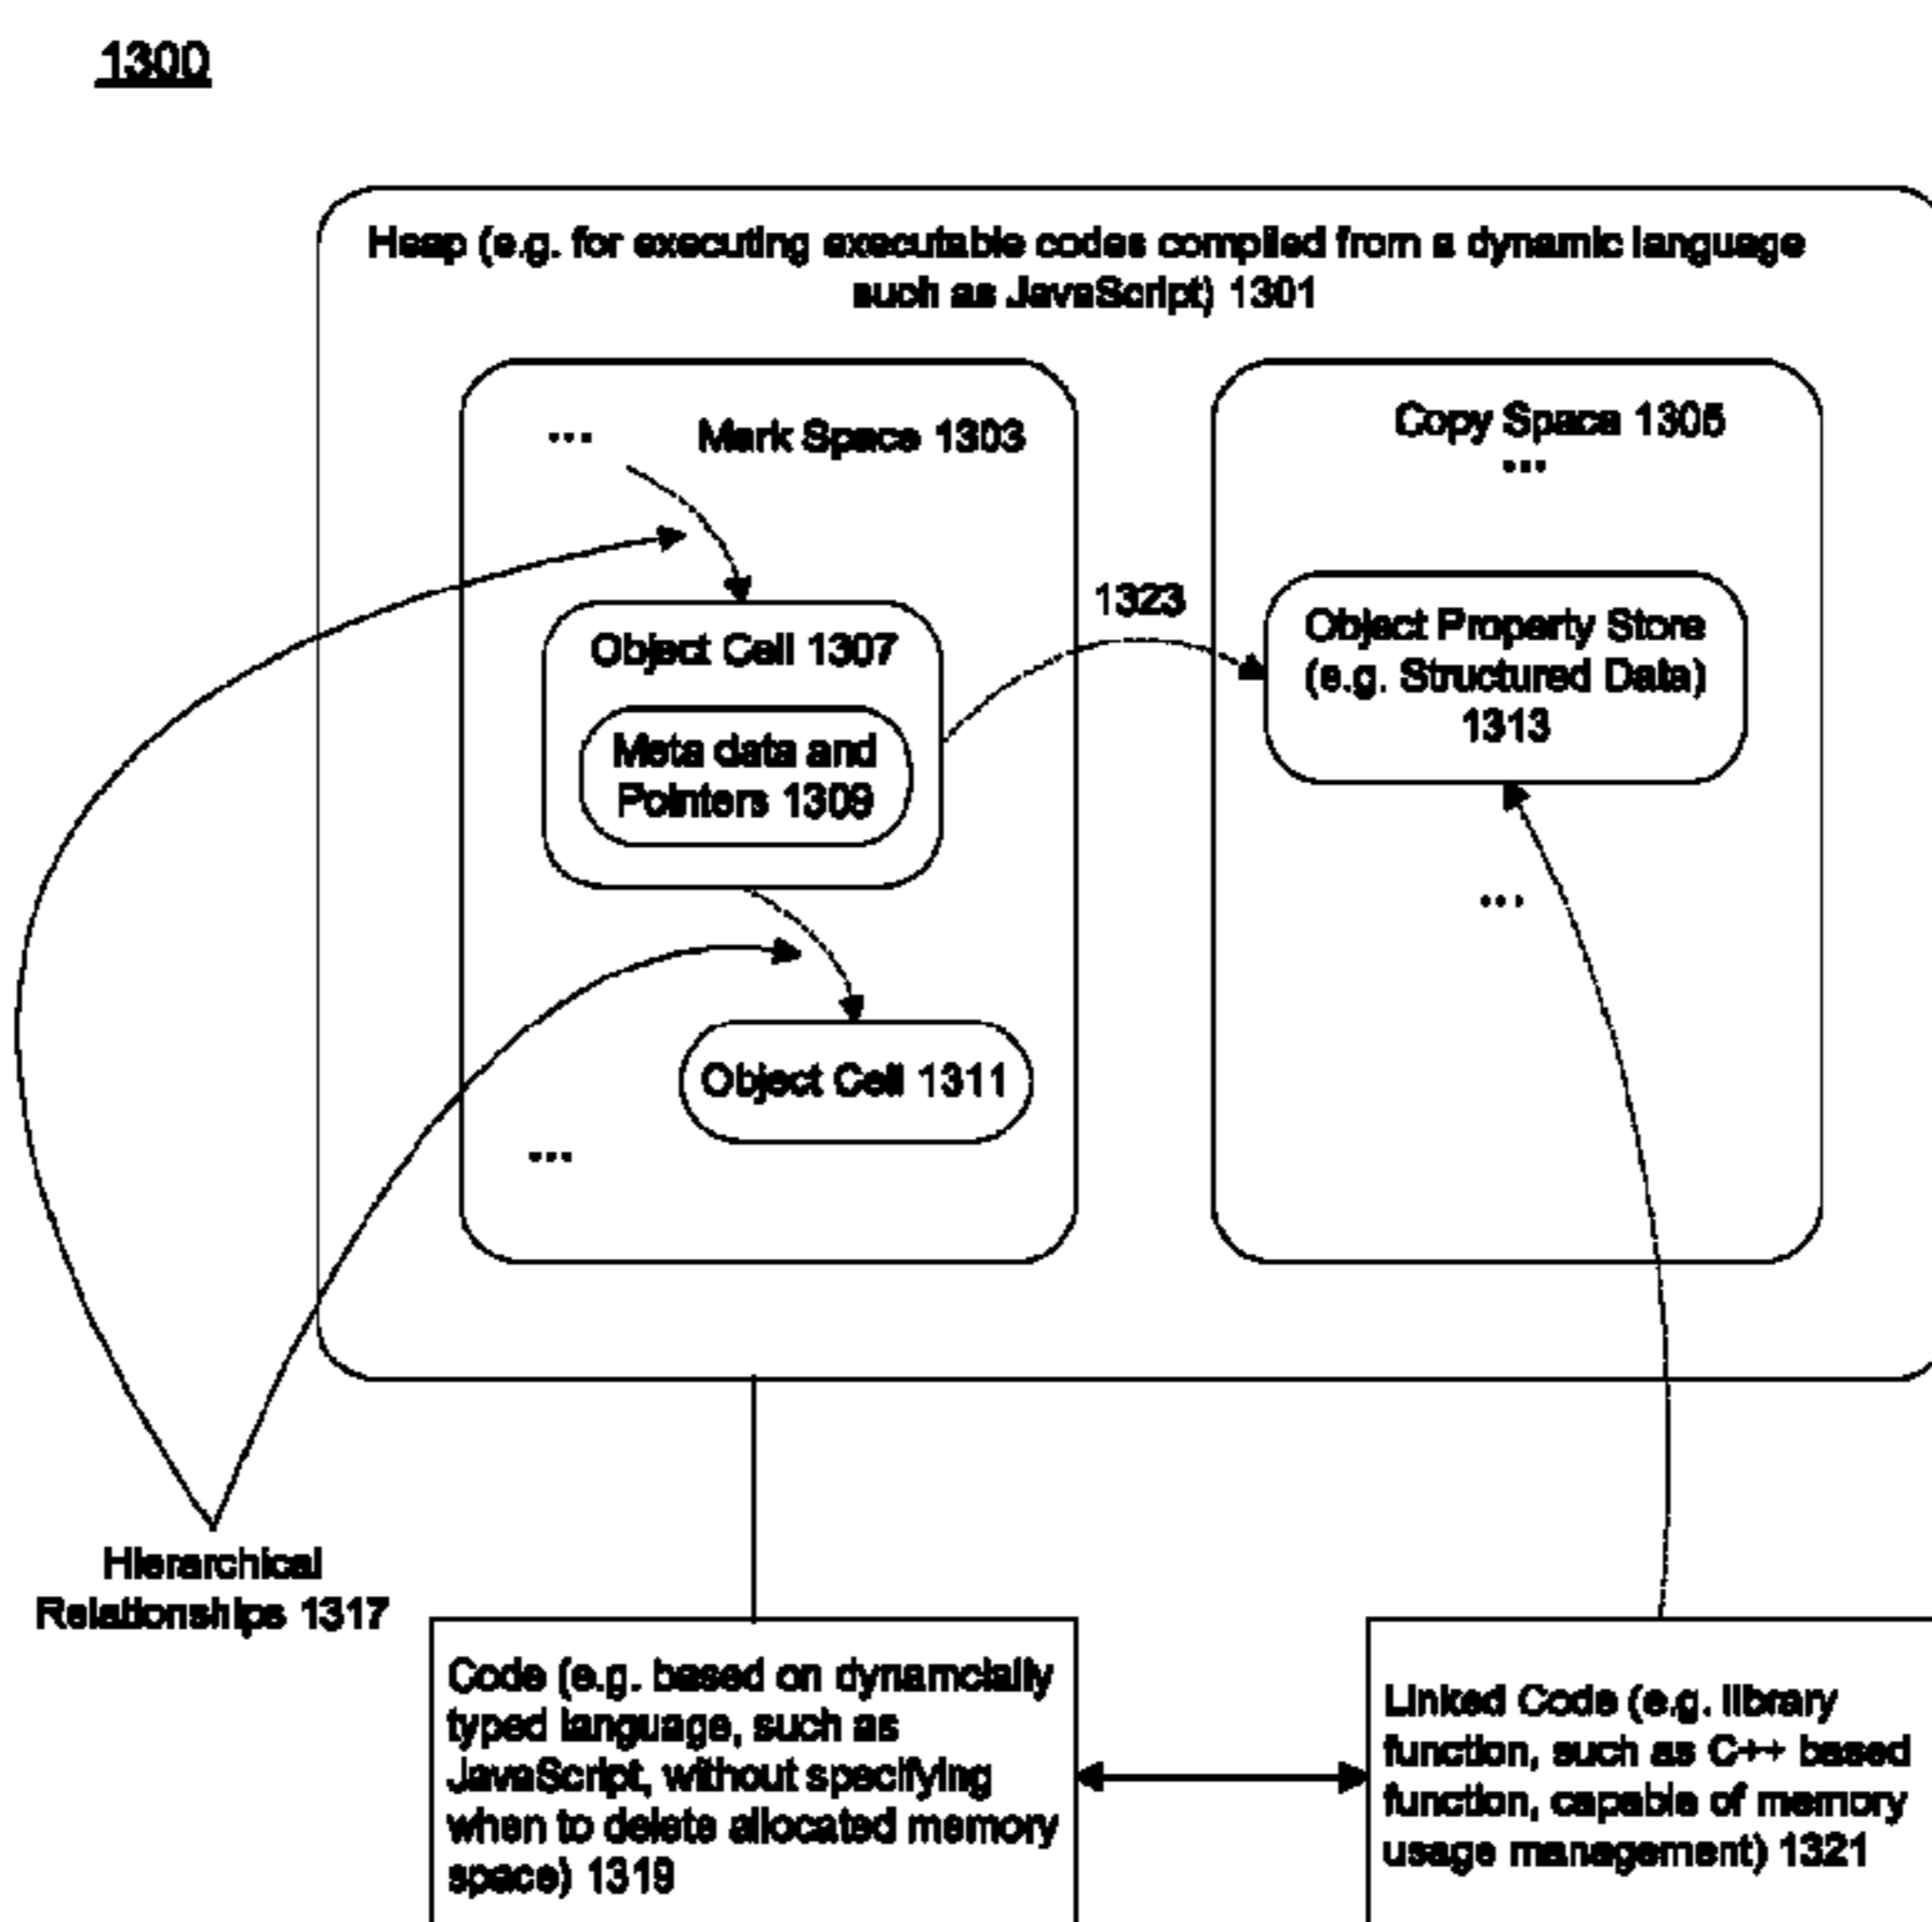 1300
Heap (e.g. for executing executable codes compiled from a dynamic language
such as JavaScript) 1301
... Mark Space 1303
Copy Space 1305
...
1323
Object Cell 1307
Meta data and
Pointers 1309
Object Property Store
(e.g. Structured Data)
1313
...
Object Cell 1311
...
Hierarchical
Relationships 1317
Code (e.g. based on dynamcially
typed language, such as
JavaScript, without specifying
when to delete allocated memory
space) 1319
Linked Code (e.g. library
function, such as C++ based
function, capable of memory
usage management) 1321